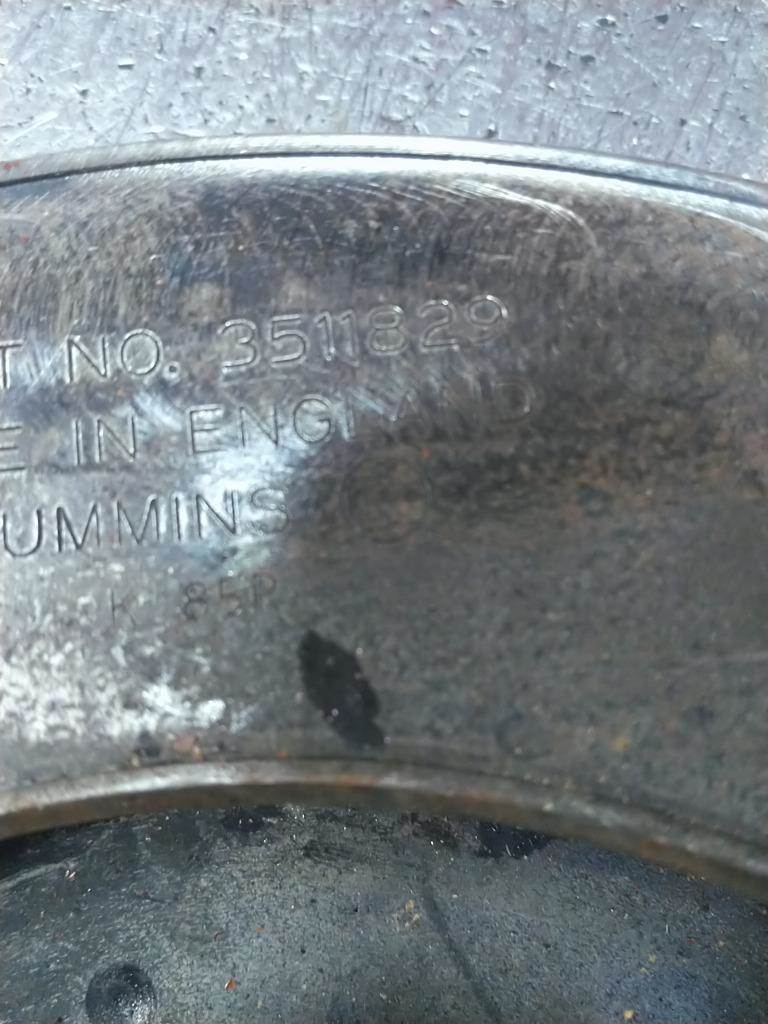 T NO. 3511829
E IN ENGLAND
UMMINS
K 85P